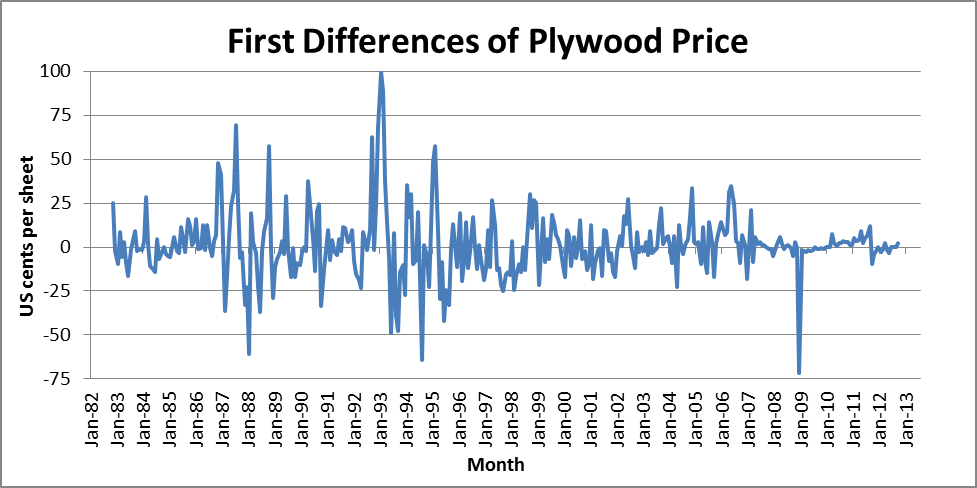 First Differences of Plywood Price
US cents per sheet
100
75
50
25
0
-25
-50
-75
Jan-82
Jan-83
Jan-84
Jan-85
Jan-86
Jan-87
Jan-88
Jan-89
Jan-90
Jan-91
Jan-92
Jan-93
Jan-94
Jan-95
Jan-96
Jan-97
Jan-98
Jan-99
Jan-00
Jan-01
Jan-02
Jan-03
Jan-04
Jan-05
Jan-06
Jan-07
Jan-08
Jan-09
Jan-10
Jan-11
Jan-12
Jan-13
Month